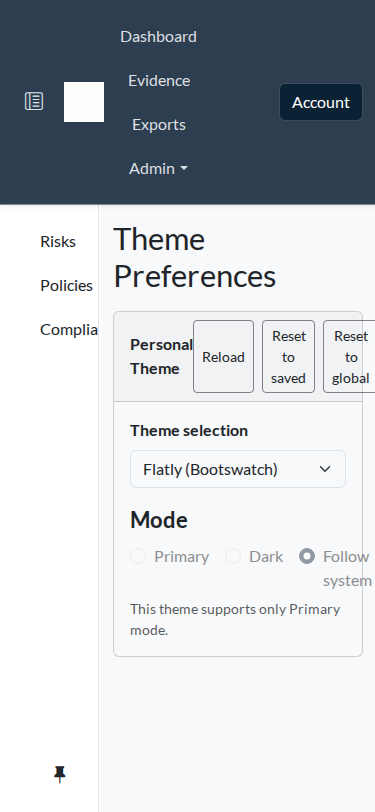 Dashboard
Evidence
Exports
Admin
Account
Risks
Policies
Complia
Theme
Preferences
Personal
Theme
Reload
Reset
to
saved
Reset
to
global
Theme selection
Flatly (Bootswatch)
Mode
Primary
Dark
Follow
system
This theme supports only Primary
mode.